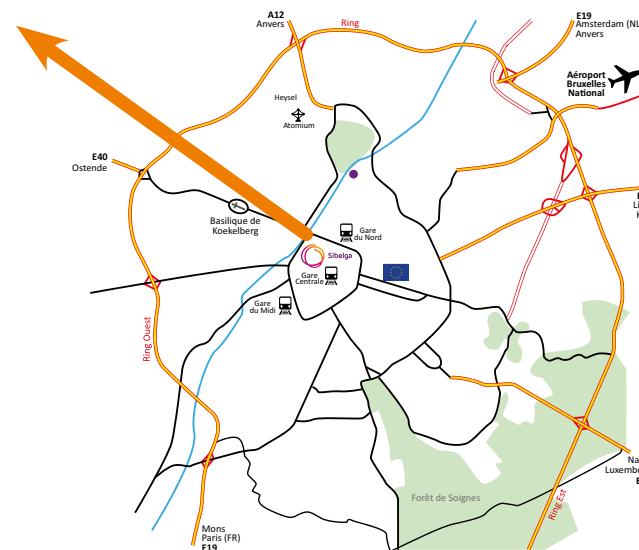 A12
Anvers
Ring
E19
Amsterdam (NL)
Anvers
Aéroport
Bruxelles
National
Heysel
Atomium
E40
Ostende
Basilique de
Koekelberg
Gare
du Nord
Sibelga
Gare
Centrale
Gare
du Midi
Ring Ouest
Forêt de Soignes
Ring Est
Mons
Paris (FR)
E19